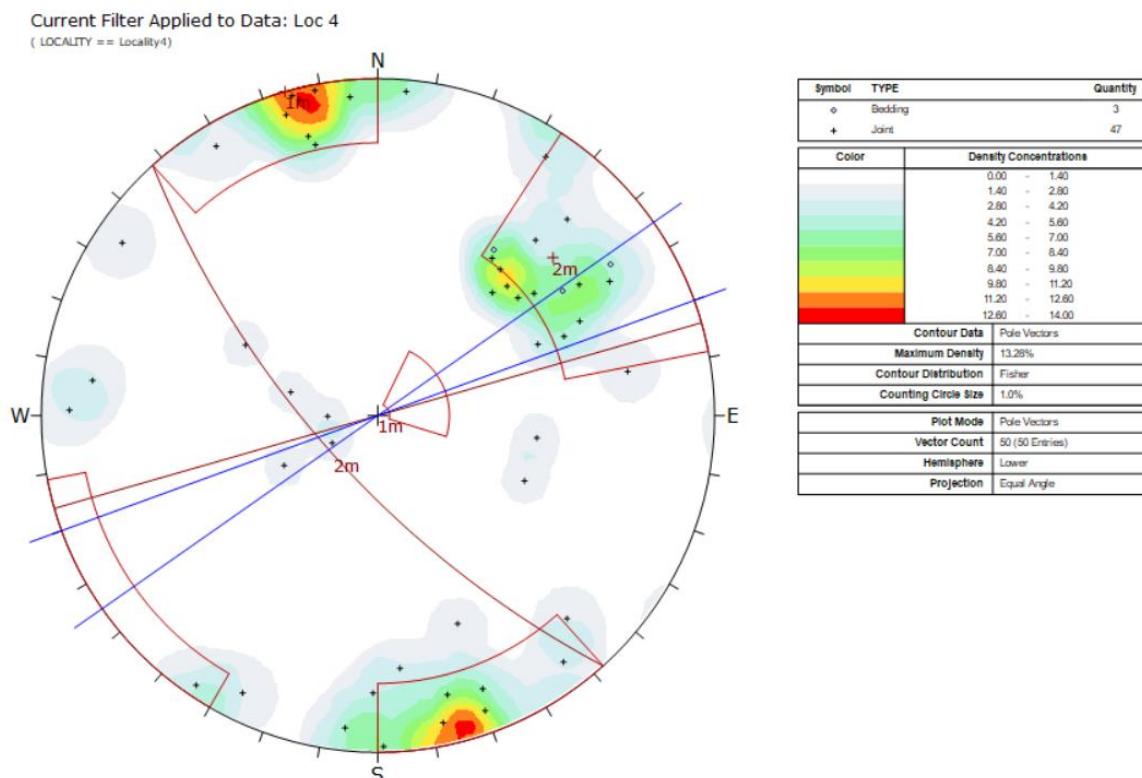 Current Filter Applied to Data: Loc 4
( LOCALITY == Locality4)
N
1m
2m
W
E
1m
2m
S
Symbol TYPE Quantity
Bedding 3
Joint 47
Color Density Concentrations
0.00 - 1.40
1.40 - 2.80
2.80 - 4.20
4.20 - 5.60
5.60 - 7.00
7.00 - 8.40
8.40 - 9.80
9.80 - 11.20
11.20 - 12.60
12.60 - 14.00
Contour Data Pole Vectors
Maximum Density 13.28%
Contour Distribution Fisher
Counting Circle Size 1.0%
Plot Mode Pole Vectors
Vector Count 50 (50 Entries)
Hemisphere Lower
Projection Equal Angle